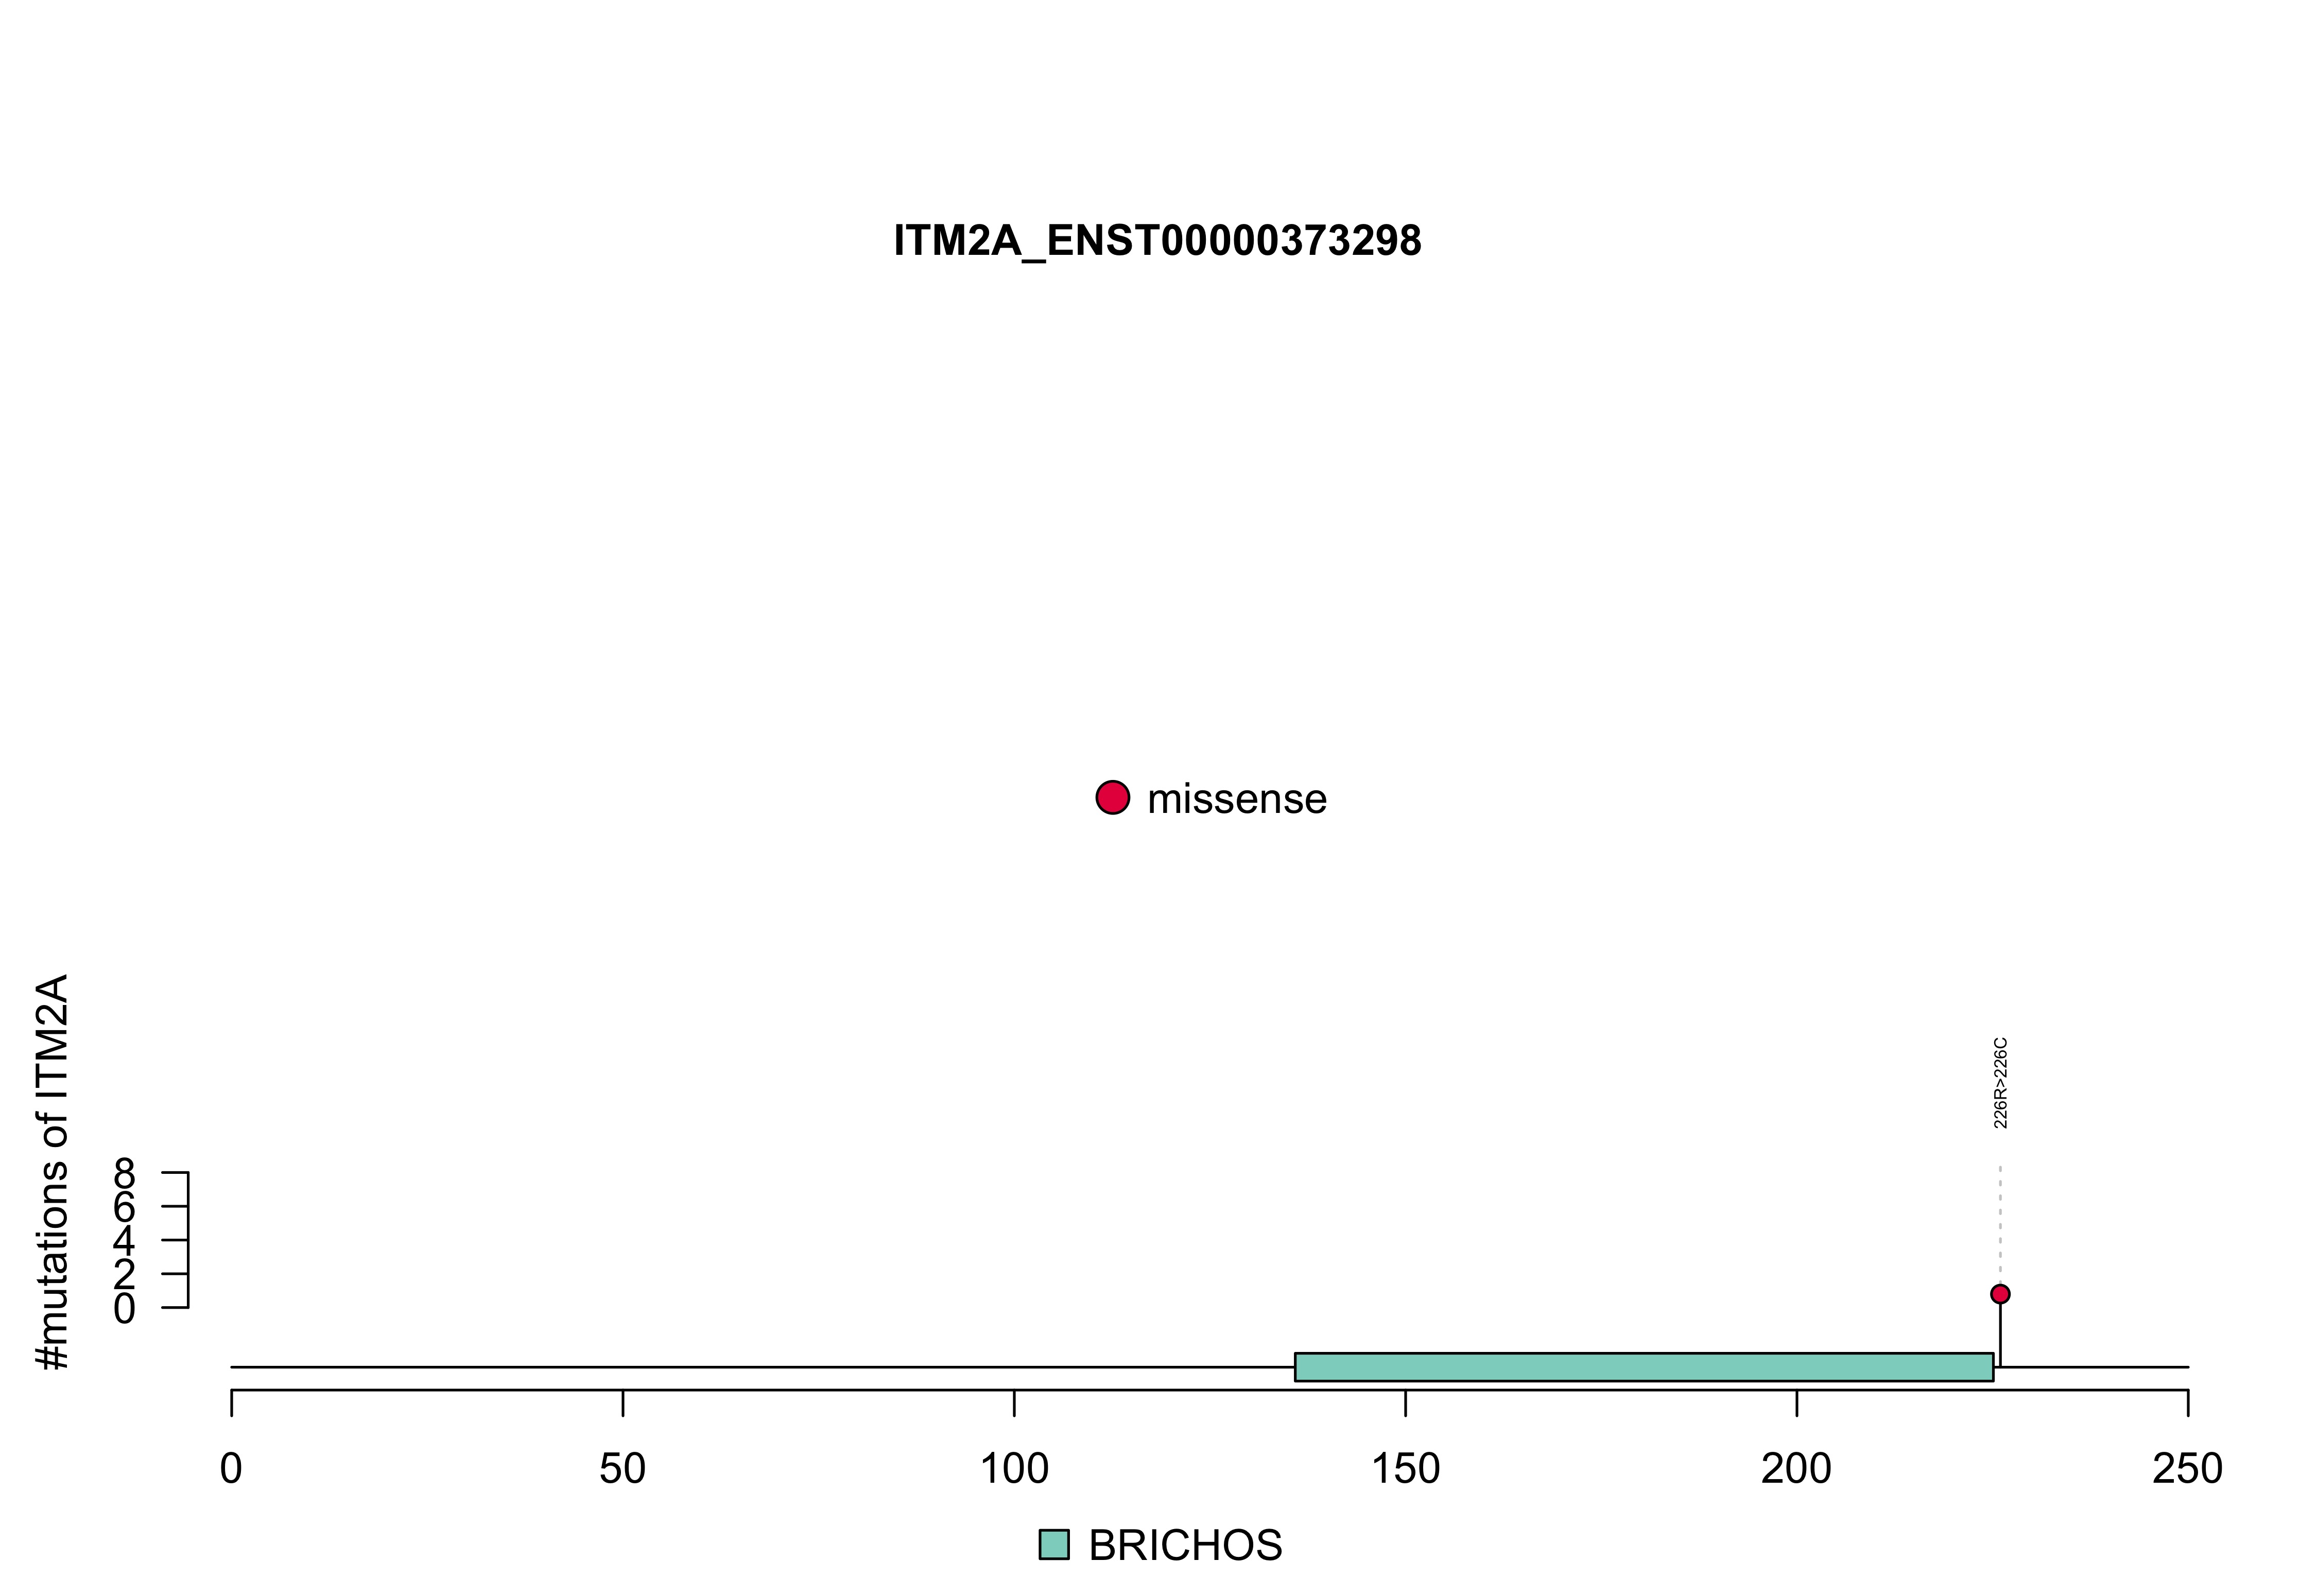 ITM2A_ENST00000373298
missense
#mutations of ITM2A
226R>226C
8
6
4
2
0
0 50 100 150 200 250
BRICHOS